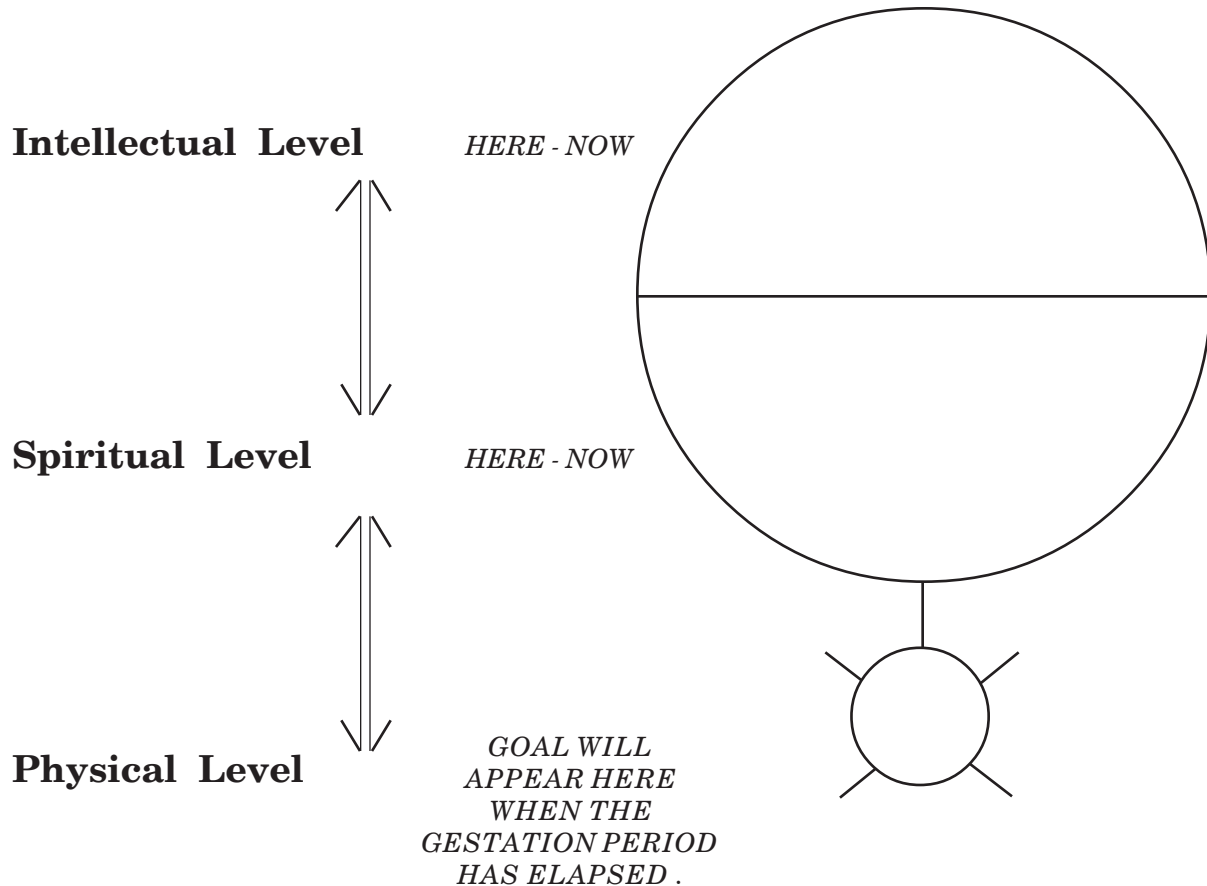 Intellectual Level
HERE - NOW
Spiritual Level
HERE - NOW
Physical Level
GOAL WILL
APPEAR HERE
WHEN THE
GESTATION PERIOD
HAS ELAPSED .